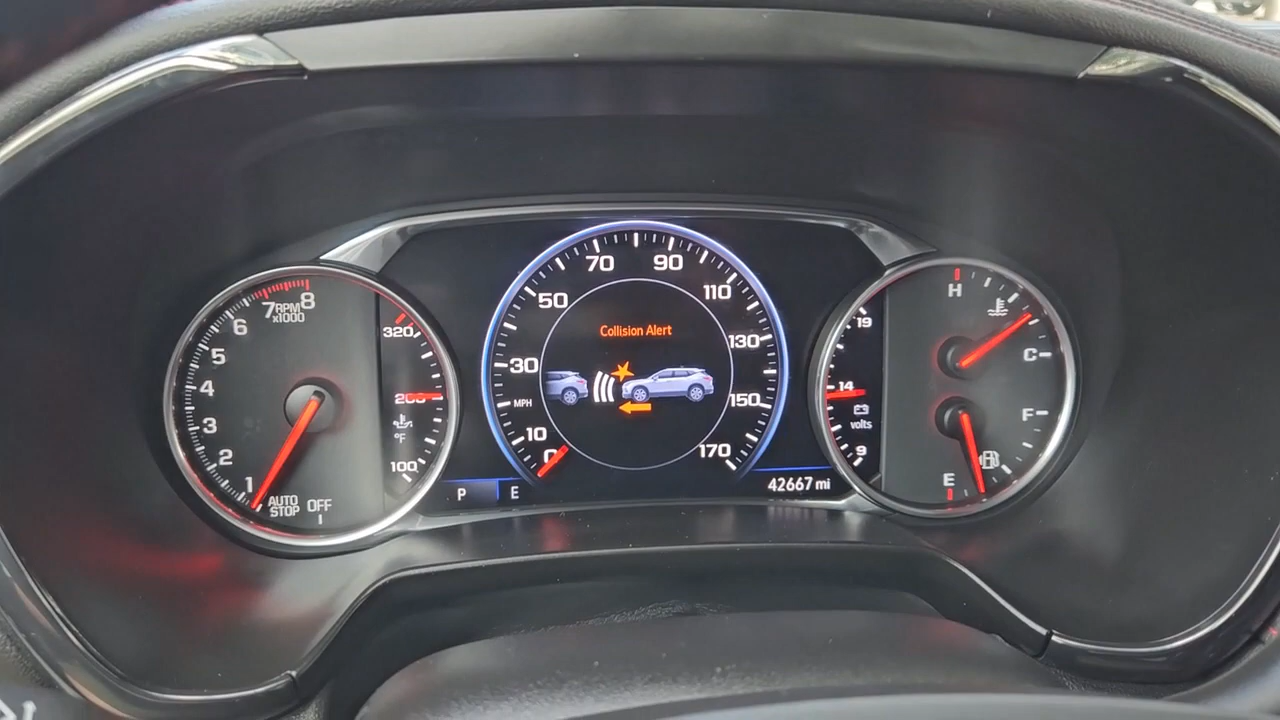 7 RPM 8
x1000
6
5
4
3
2
1
AUTO
STOP
OFF
320
200
°F
100
70
90
50
110
30
130
MPH
150
10
0
170
Collision Alert
P
E
42667 mi
19
14
volts
9
H
C
F
E